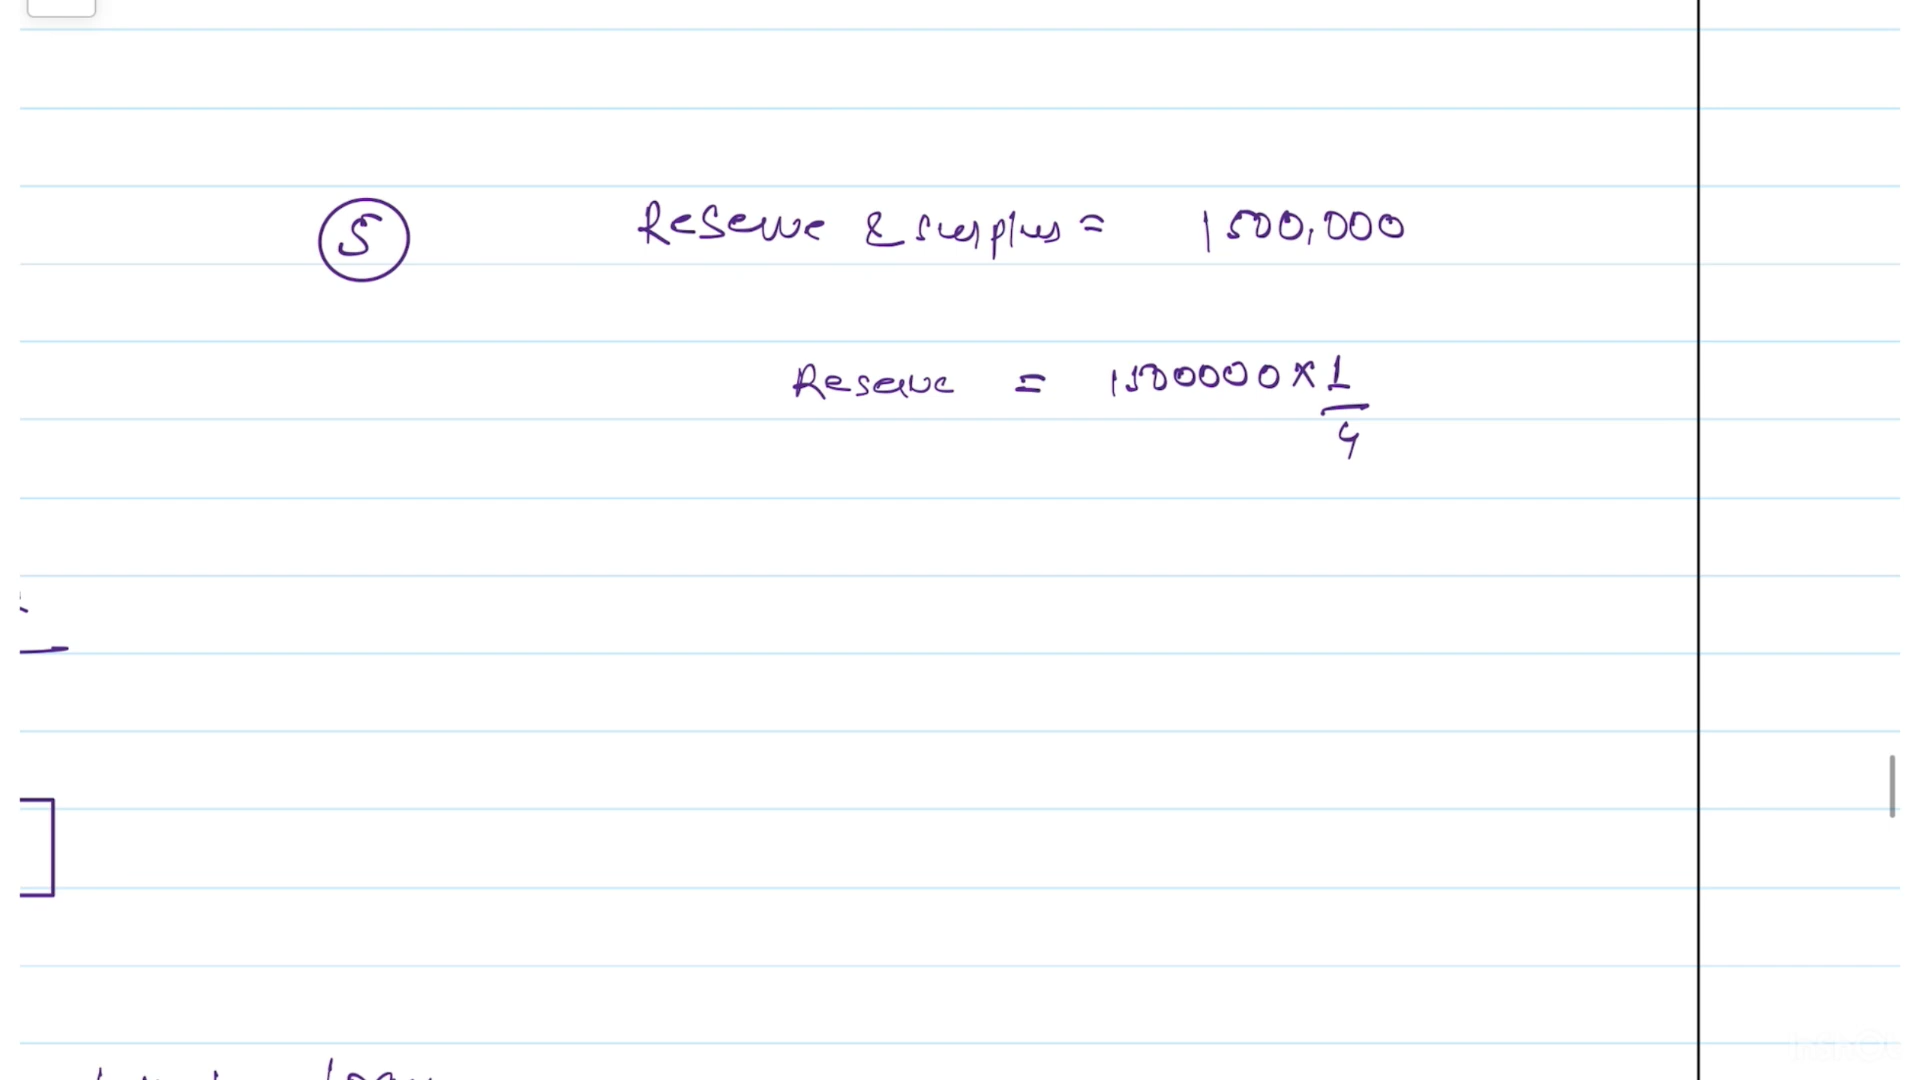 5 Reserve & surplus = 1500,000
Reserve = 1500000 × 1
4